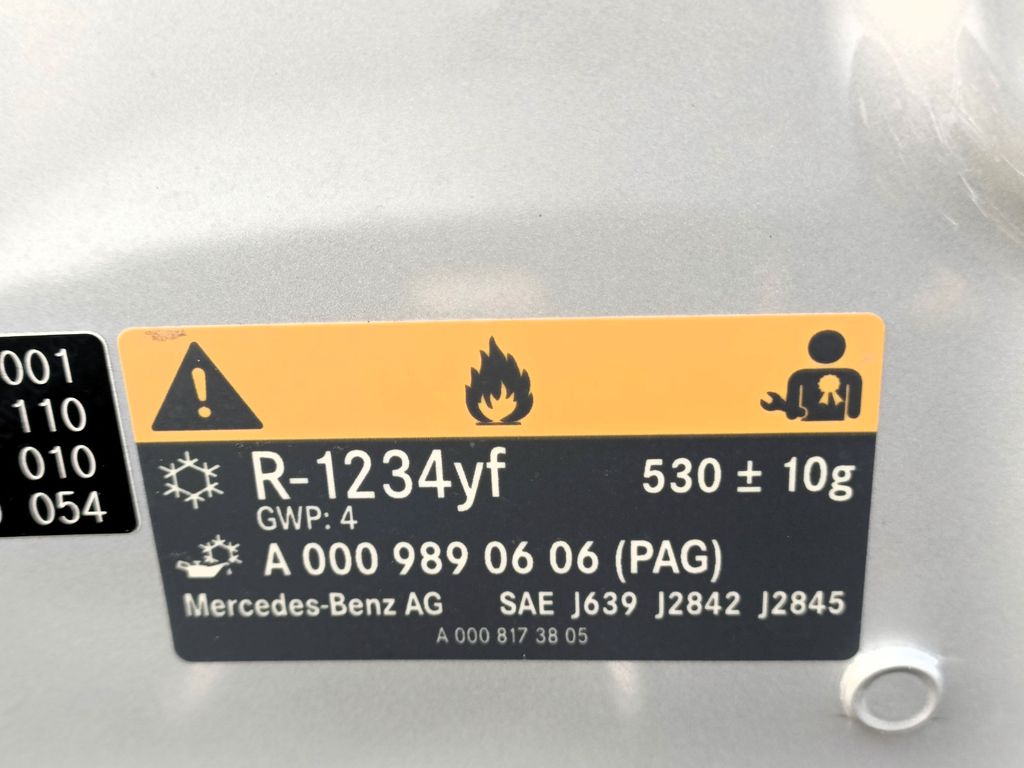 001
110
010
054
R-1234yf 530 ± 10g
GWP: 4
A 000 989 06 06 (PAG)
Mercedes-Benz AG SAE J639 J2842 J2845
A 000 817 38 05